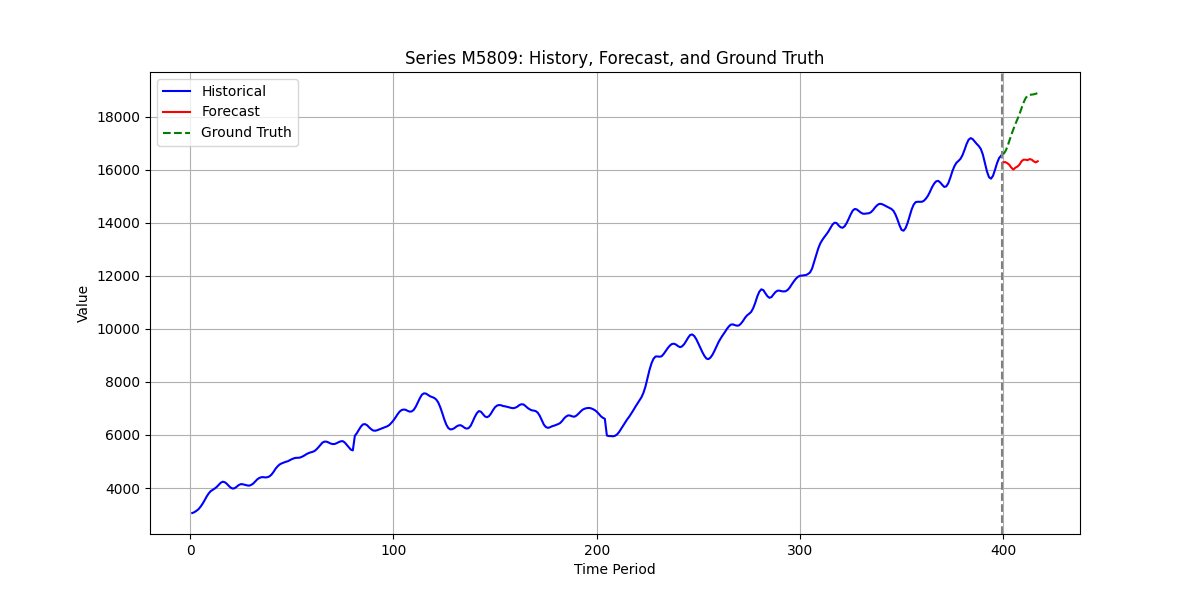 Series M5809: History, Forecast, and Ground Truth
Historical
Forecast
Ground Truth
18000
16000
14000
12000
10000
8000
6000
4000
Value
0 100 200 300 400
Time Period